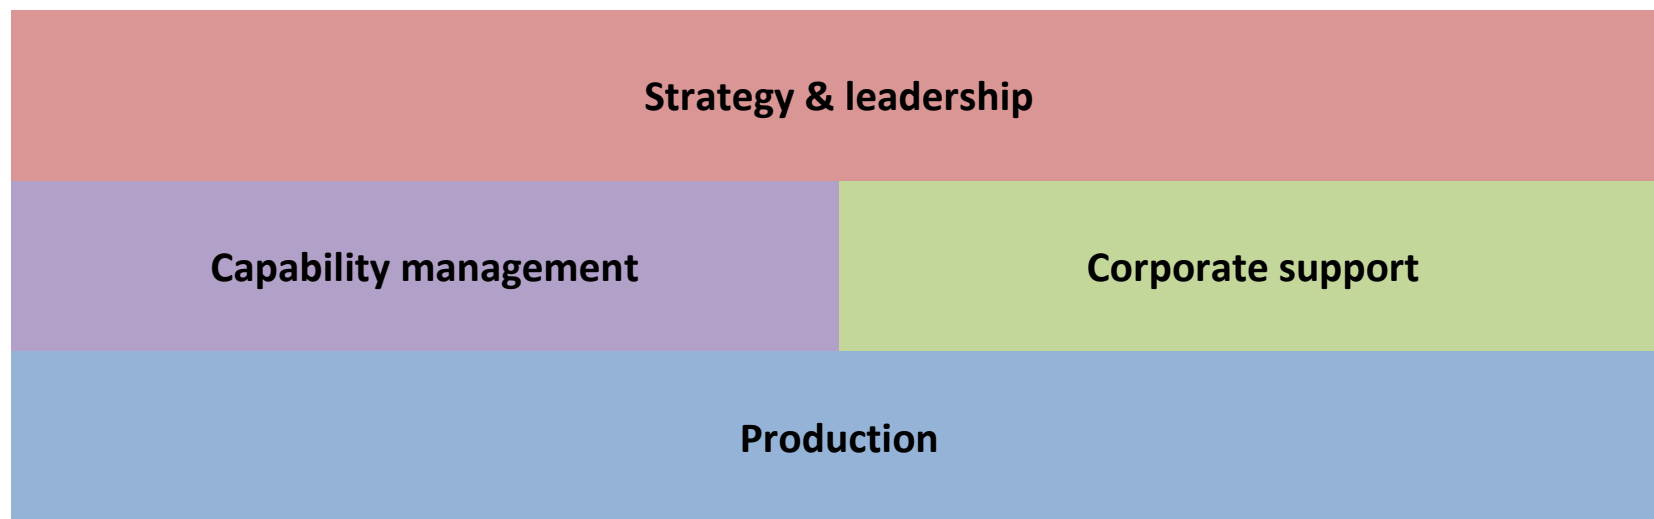 Strategy & leadership
Capability management
Corporate support
Production